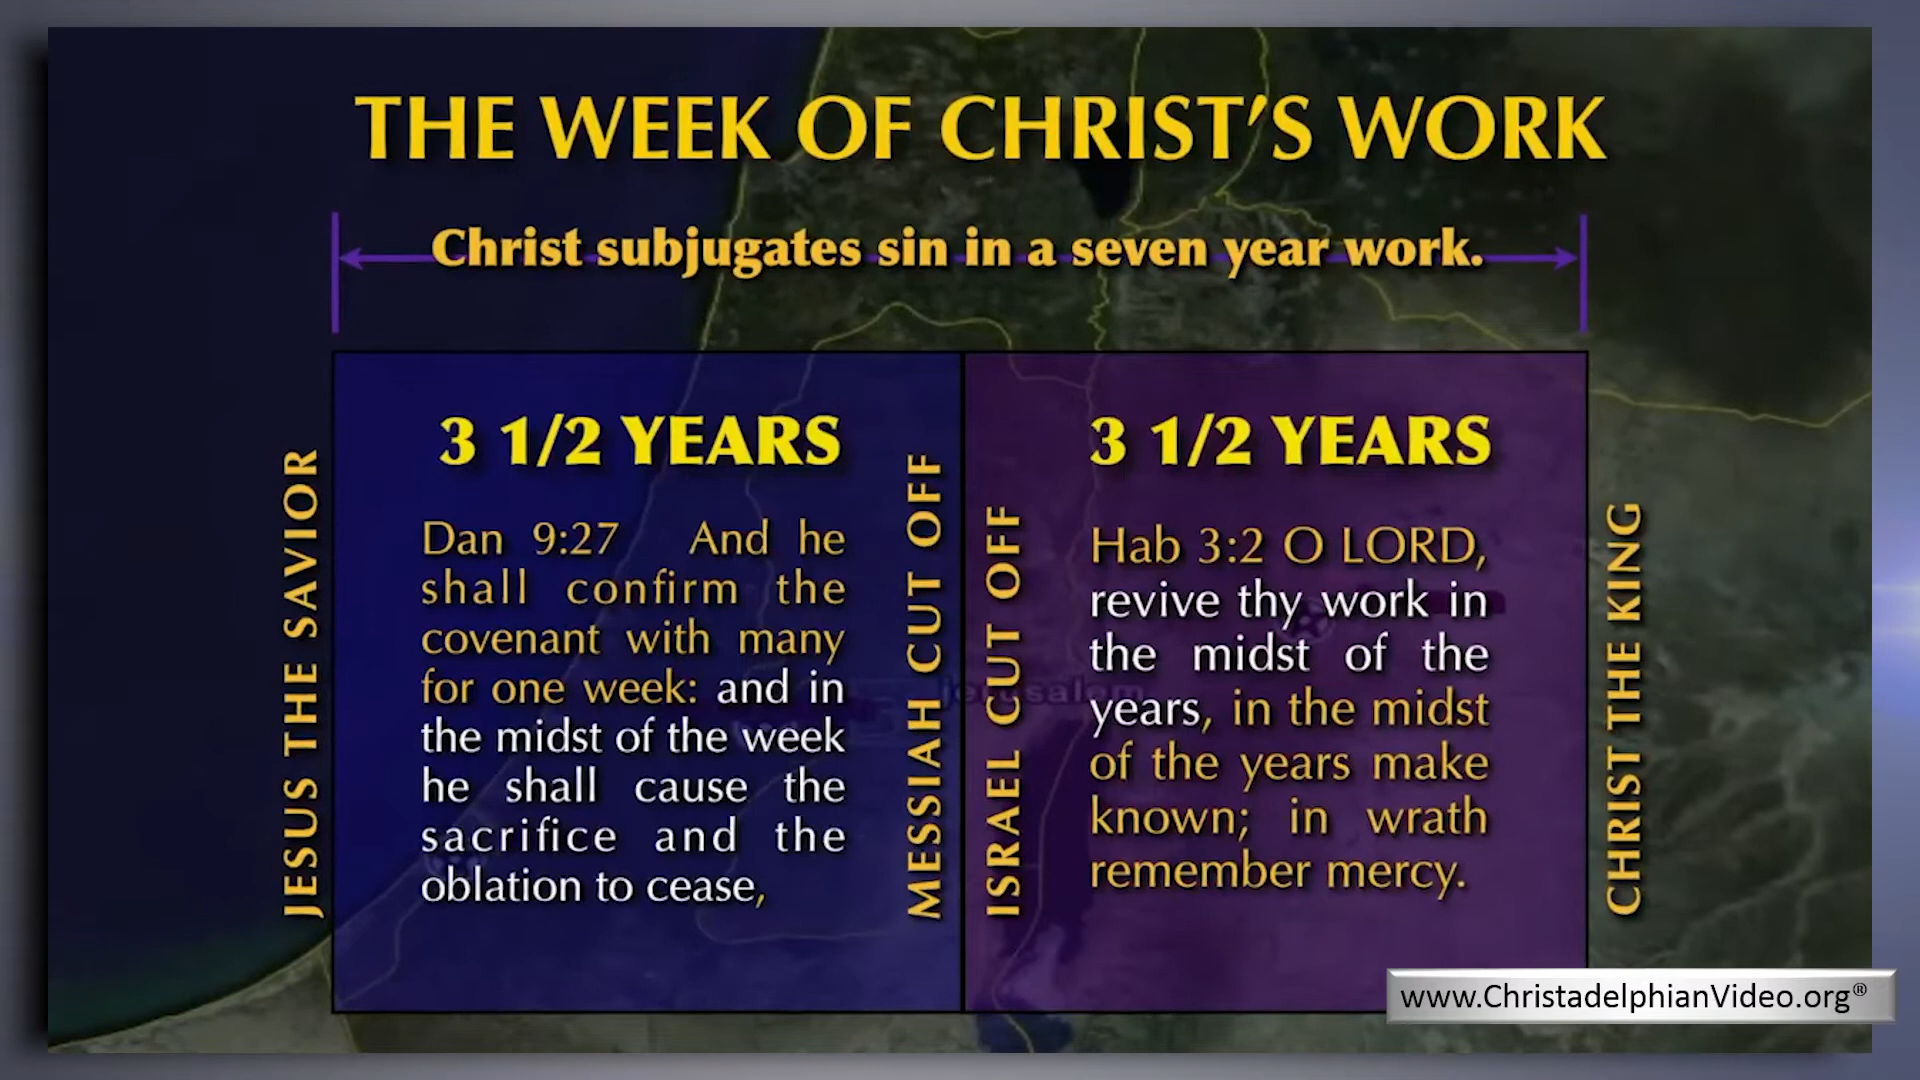 THE WEEK OF CHRIST'S WORK
Christ subjugates sin in a seven year work.
JESUS THE SAVIOR
3 1/2 YEARS
Dan 9:27 And he
shall confirm the
covenant with many
for one week: and in
the midst of the week
he shall cause the
sacrifice and the
oblation to cease,
MESSIAH CUT OFF
ISRAEL CUT OFF
3 1/2 YEARS
Hab 3:2 O LORD,
revive thy work in
the midst of the
years, in the midst
of the years make
known; in wrath
remember mercy.
CHRIST THE KING
Jerusalem
www.ChristadelphianVideo.org®